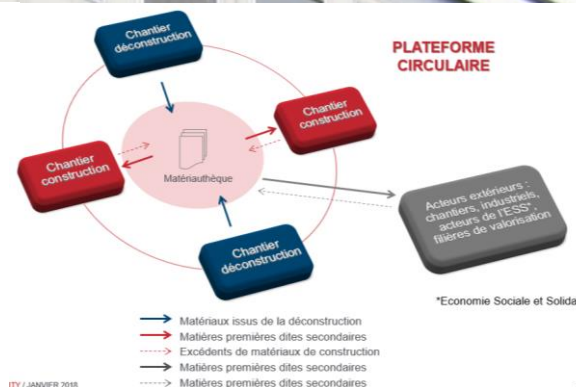 PLATEFORME
CIRCULAIRE
Chantier
déconstruction
Chantier
construction
Chantier
construction
Matériauthèque
Acteurs extérieurs :
chantiers, industriels,
acteurs de l'ESS*,
filières de valorisation
Chantier
déconstruction
*Economie Sociale et Solida
Matériaux issus de la déconstruction
Matières premières dites secondaires
Excédents de matériaux de construction
Matières premières dites secondaires
Matières premières dites secondaires
ITY / JANVIER 2018